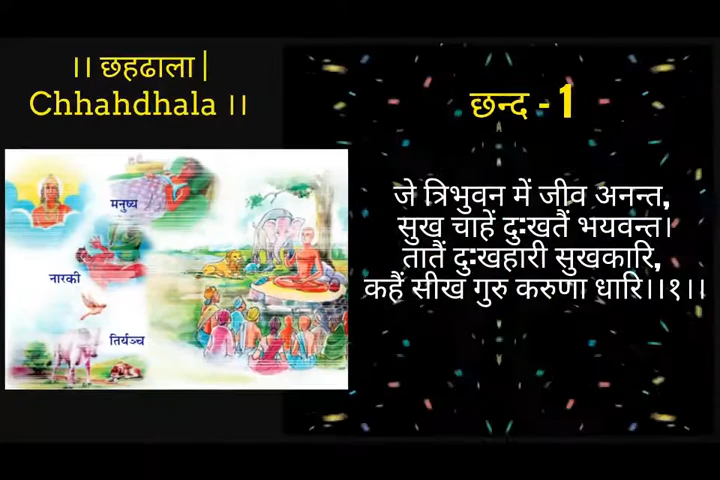 ।। छहढाला |
Chhahdhala ।।
छन्द - 1
मनुष्य
नारकी
तिर्यञ्च
जे त्रिभुवन में जीव अनन्त,
सुख चाहें दुःखतैं भयवन्त।
तातैं दुःखहारी सुखकारि,
कहैं सीख गुरु करुणा धारि।।१।।